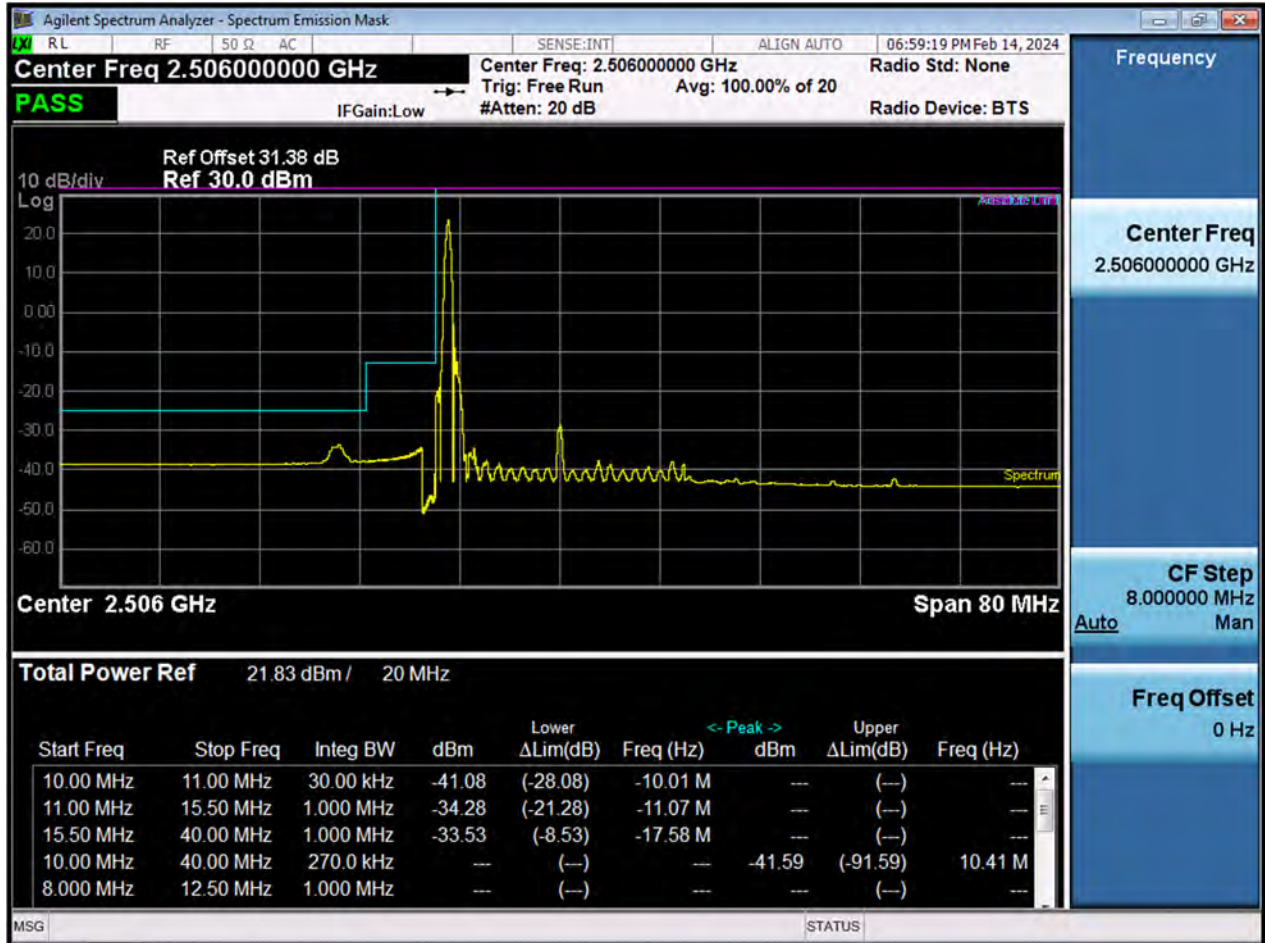 Agilent Spectrum Analyzer - Spectrum Emission Mask
LXI RL RF 50 Ω AC SENSE:INT ALIGN AUTO 06:59:19 PM Feb 14, 2024
Center Freq 2.506000000 GHz Center Freq: 2.506000000 GHz Radio Std: None
Trig: Free Run Avg: 100.00% of 20
PASS IFGain:Low #Atten: 20 dB Radio Device: BTS
Ref Offset 31.38 dB
10 dB/div Ref 30.0 dBm
Log
Absolute Limit
20.0
10.0
0.00
-10.0
-20.0
-30.0
-40.0
Spectrum
-50.0
-60.0
Center 2.506 GHz Span 80 MHz
Total Power Ref 21.83 dBm / 20 MHz
Lower <- Peak -> Upper
Start Freq Stop Freq Integ BW dBm ΔLim(dB) Freq (Hz) dBm ΔLim(dB) Freq (Hz)
10.00 MHz 11.00 MHz 30.00 kHz -41.08 (-28.08) -10.01 M --- (---) ---
11.00 MHz 15.50 MHz 1.000 MHz -34.28 (-21.28) -11.07 M --- (---) ---
15.50 MHz 40.00 MHz 1.000 MHz -33.53 (-8.53) -17.58 M --- (---) ---
10.00 MHz 40.00 MHz 270.0 kHz --- (---) --- -41.59 (-91.59) 10.41 M
8.000 MHz 12.50 MHz 1.000 MHz --- (---) --- --- (---) ---
MSG STATUS
Frequency
Center Freq
2.506000000 GHz
CF Step
8.000000 MHz
Auto Man
Freq Offset
0 Hz